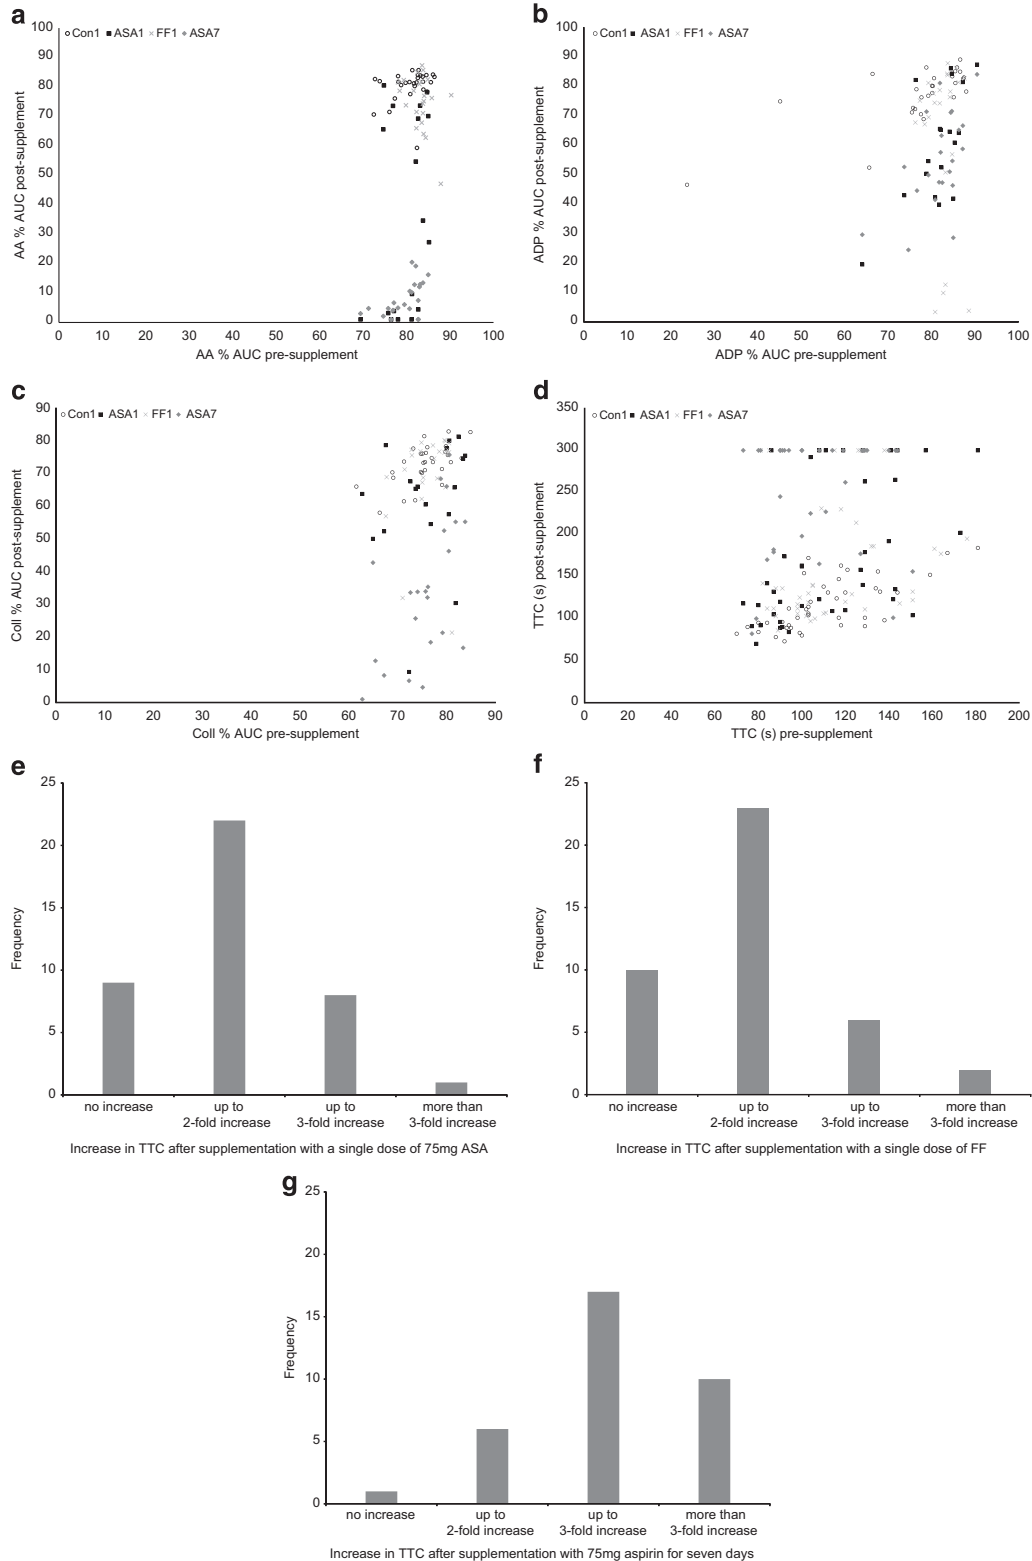 a
100
90
80
70
60
50
40
30
20
10
0
AA % AUC post-supplement
Con1 ASA1 FF1 ASA7
0 10 20 30 40 50 60 70 80 90 100
AA % AUC pre-supplement
b
100
90
80
70
60
50
40
30
20
10
0
ADP % AUC post-supplement
Con1 ASA1 FF1 ASA7
0 10 20 30 40 50 60 70 80 90 100
ADP % AUC pre-supplement
c
90
80
70
60
50
40
30
20
10
0
Coll % AUC post-supplement
Con1 ASA1 FF1 ASA7
0 10 20 30 40 50 60 70 80 90
Coll % AUC pre-supplement
d
350
300
250
200
150
100
50
0
TTC (s) post-supplement
Con1 ASA1 FF1 ASA7
0 20 40 60 80 100 120 140 160 180 200
TTC (s) pre-supplement
e
25
20
15
10
5
0
Frequency
no increase up to 2-fold increase up to 3-fold increase more than 3-fold increase
Increase in TTC after supplementation with a single dose of 75mg ASA
f
25
20
15
10
5
0
Frequency
no increase up to 2-fold increase up to 3-fold increase more than 3-fold increase
Increase in TTC after supplementation with a single dose of FF
g
25
20
15
10
5
0
Frequency
no increase up to 2-fold increase up to 3-fold increase more than 3-fold increase
Increase in TTC after supplementation with 75mg aspirin for seven days